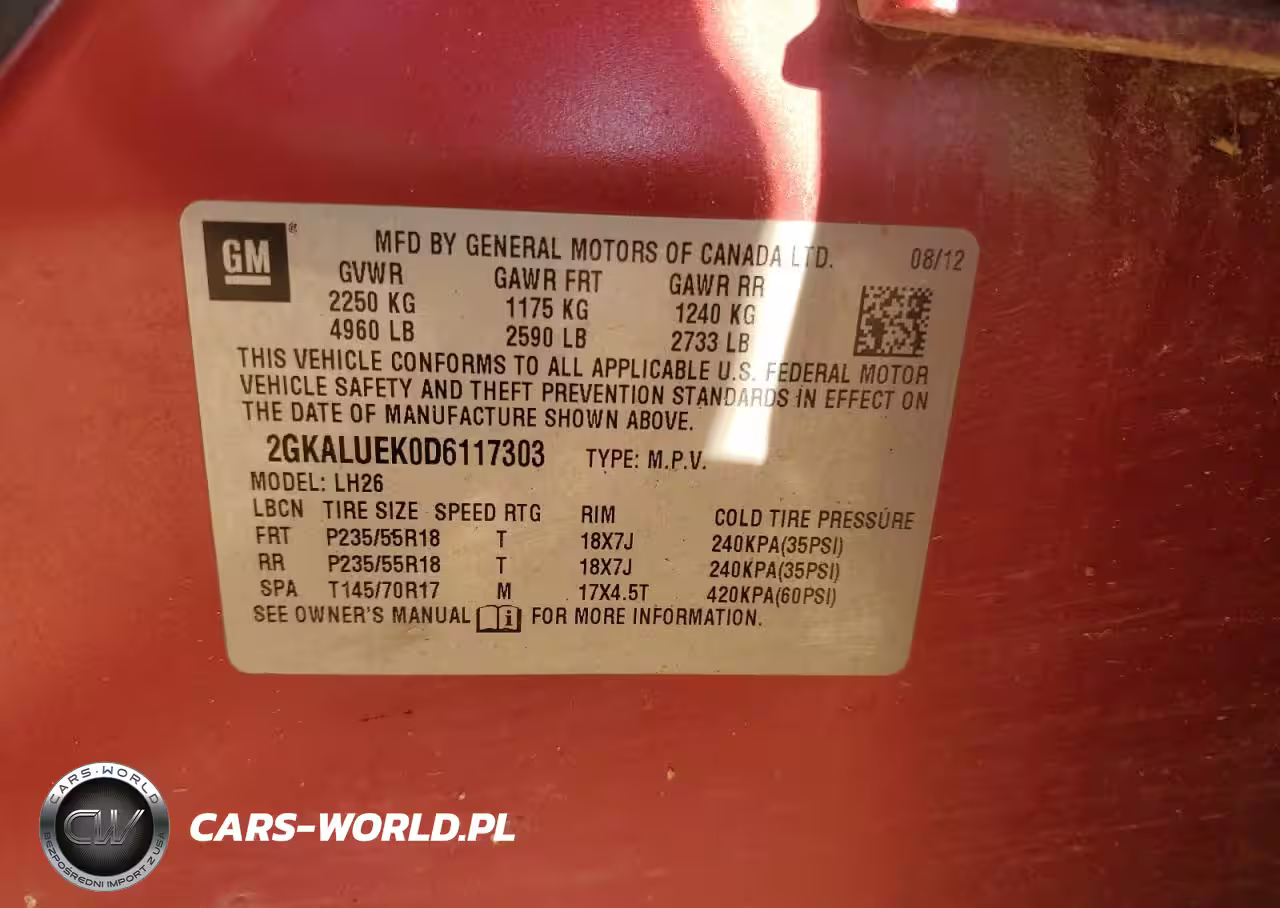 GM®
MFD BY GENERAL MOTORS OF CANADA LTD. 08/12
GVWR GAWR FRT GAWR RR
2250 KG 1175 KG 1240 KG
4960 LB 2590 LB 2733 LB
THIS VEHICLE CONFORMS TO ALL APPLICABLE U.S. FEDERAL MOTOR
VEHICLE SAFETY AND THEFT PREVENTION STANDARDS IN EFFECT ON
THE DATE OF MANUFACTURE SHOWN ABOVE.
2GKALUEK0D6117303 TYPE: M.P.V.
MODEL: LH26
LBCN TIRE SIZE SPEED RTG RIM COLD TIRE PRESSURE
FRT P235/55R18 T 18X7J 240KPA(35PSI)
RR P235/55R18 T 18X7J 240KPA(35PSI)
SPA T145/70R17 M 17X4.5T 420KPA(60PSI)
SEE OWNER'S MANUAL i FOR MORE INFORMATION.
CARS-WORLD
CW
BEZPOŚREDNI IMPORT Z USA
CARS-WORLD.PL